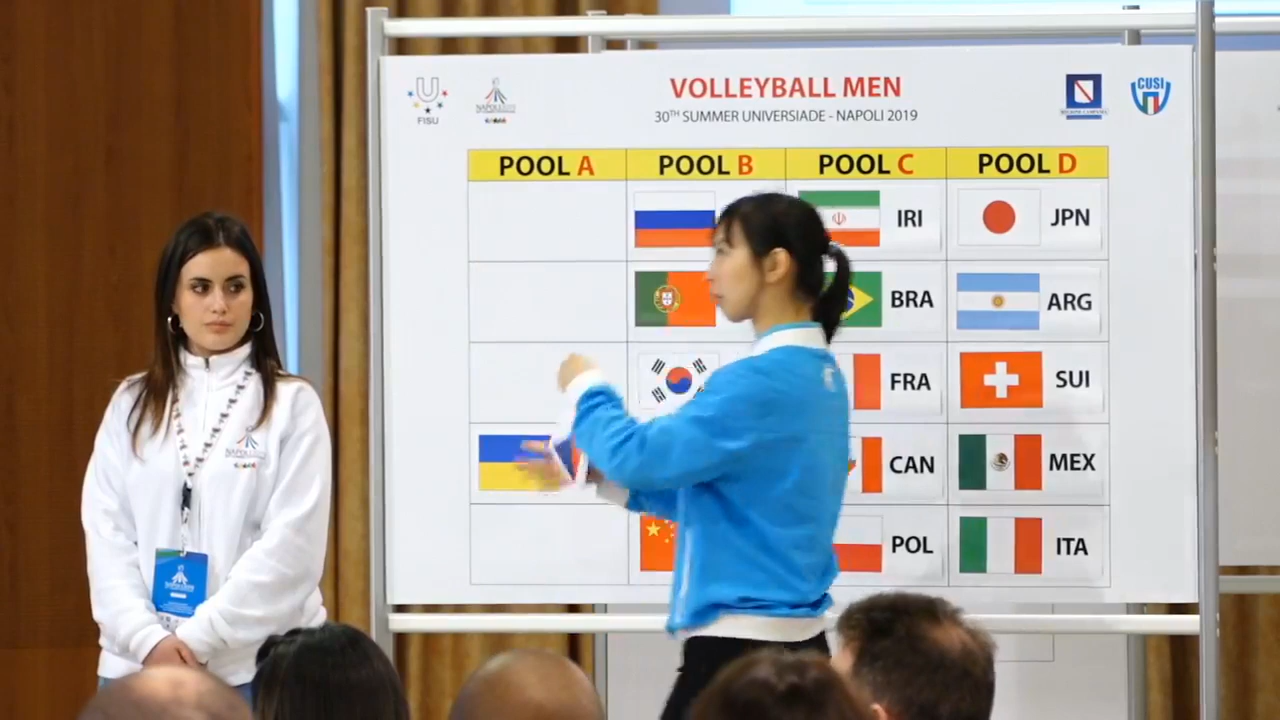 FISU
VOLLEYBALL MEN
30TH SUMMER UNIVERSIADE - NAPOLI 2019
CUSI
POOL A POOL B POOL C POOL D
IRI JPN
BRA ARG
FRA SUI
CAN MEX
POL ITA